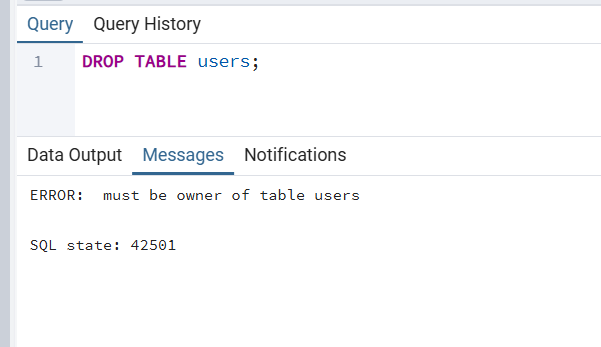 Query Query History
1 DROP TABLE users;
Data Output Messages Notifications
ERROR:  must be owner of table users
SQL state: 42501